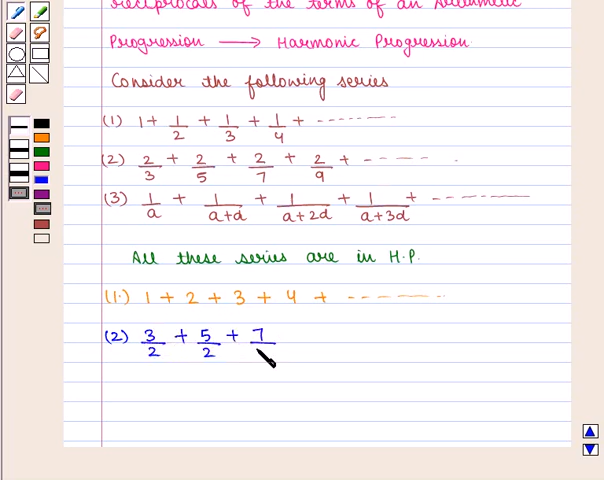 reciprocals of the terms of an Arithmetic
Progression ⟶ Harmonic Progression.
Consider the following series
(1) 1 + 1/2 + 1/3 + 1/4 + --------
(2) 2/3 + 2/5 + 2/7 + 2/9 + -------
(3) 1/a + 1/(a+d) + 1/(a+2d) + 1/(a+3d) + ----------
All these series are in H.P.
(1.) 1 + 2 + 3 + 4 + ----------
(2) 3/2 + 5/2 + 7/